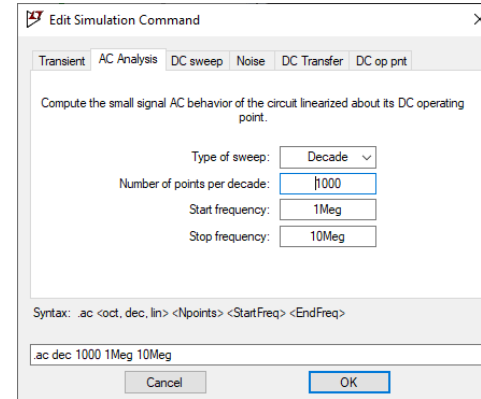 Edit Simulation Command
Transient AC Analysis DC sweep Noise DC Transfer DC op pnt
Compute the small signal AC behavior of the circuit linearized about its DC operating
point.
Type of sweep: Decade
Number of points per decade: 1000
Start frequency: 1Meg
Stop frequency: 10Meg
Syntax: .ac <oct, dec, lin> <Npoints> <StartFreq> <EndFreq>
.ac dec 1000 1Meg 10Meg
Cancel OK